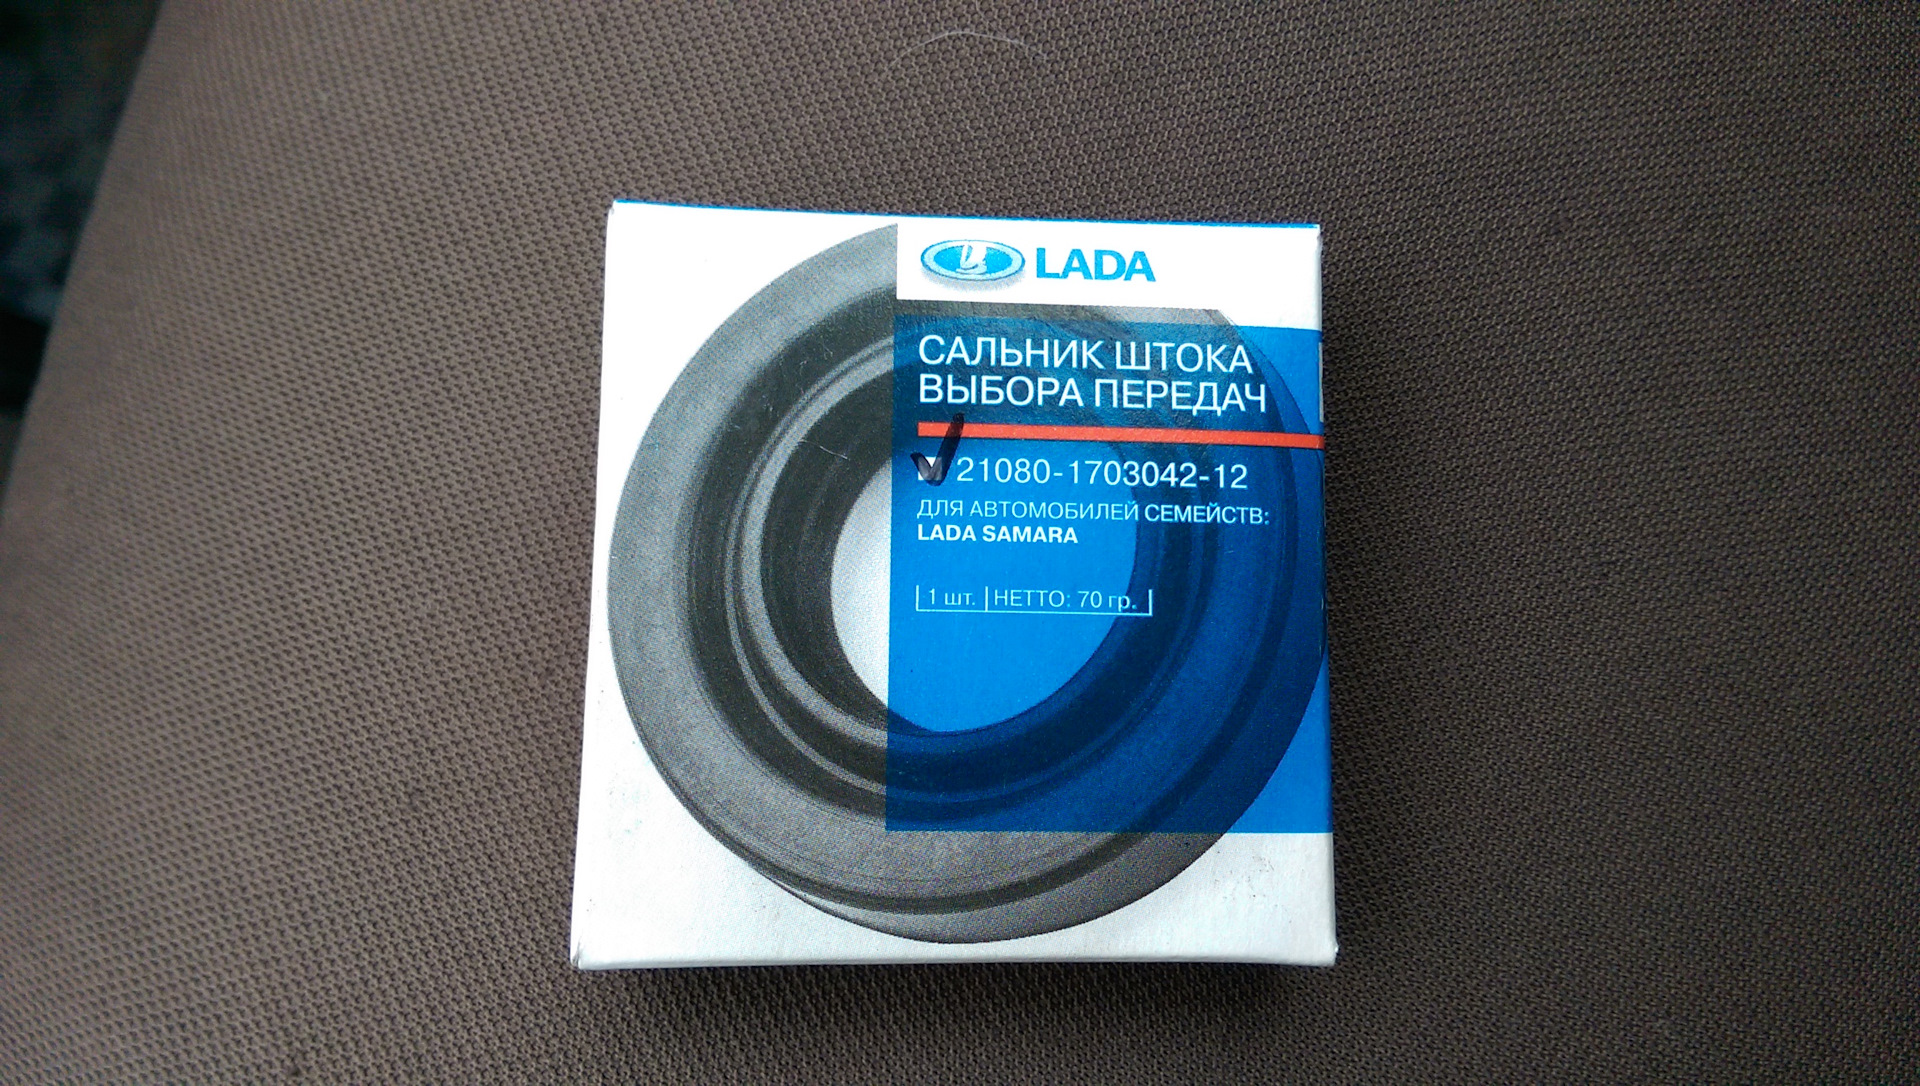 LADA
САЛЬНИК ШТОКА
ВЫБОРА ПЕРЕДАЧ
21080-1703042-12
ДЛЯ АВТОМОБИЛЕЙ СЕМЕЙСТВ:
LADA SAMARA
1 шт. НЕТТО: 70 гр.